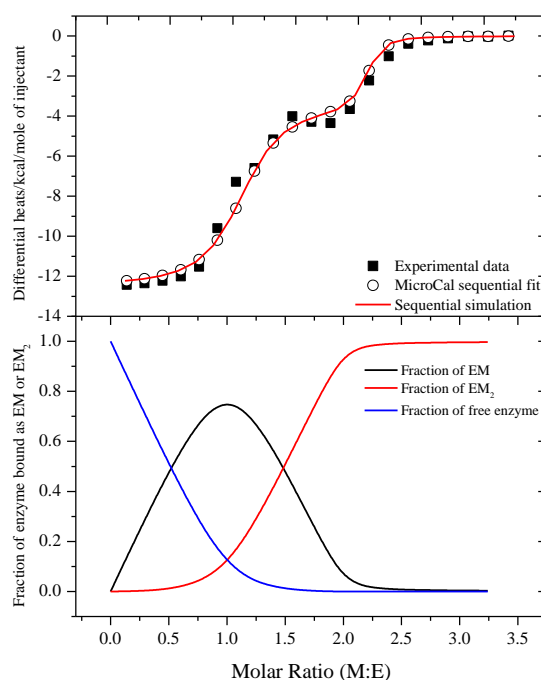 0
-2
-4
-6
-8
-10
-12
-14
Differential heats/kcal/mole of injectant
Experimental data
MicroCal sequential fit
Sequential simulation
1.0
0.8
0.6
0.4
0.2
0.0
Fraction of enzyme bound as EM or EM₂
Fraction of EM
Fraction of EM₂
Fraction of free enzyme
0.0 0.5 1.0 1.5 2.0 2.5 3.0 3.5
Molar Ratio (M:E)